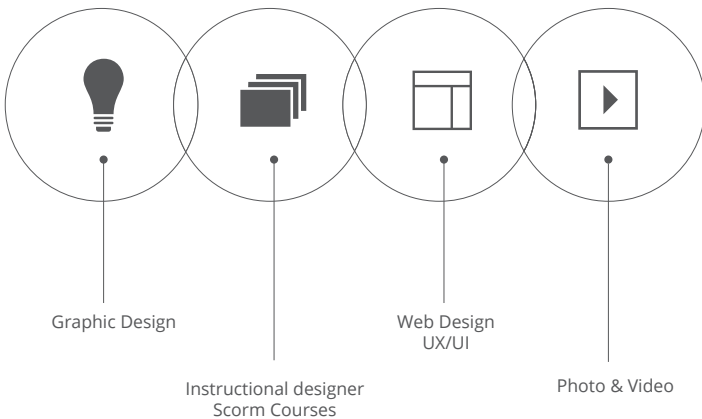 Graphic Design
Web Design
UX/UI
Instructional designer
Scorm Courses
Photo & Video